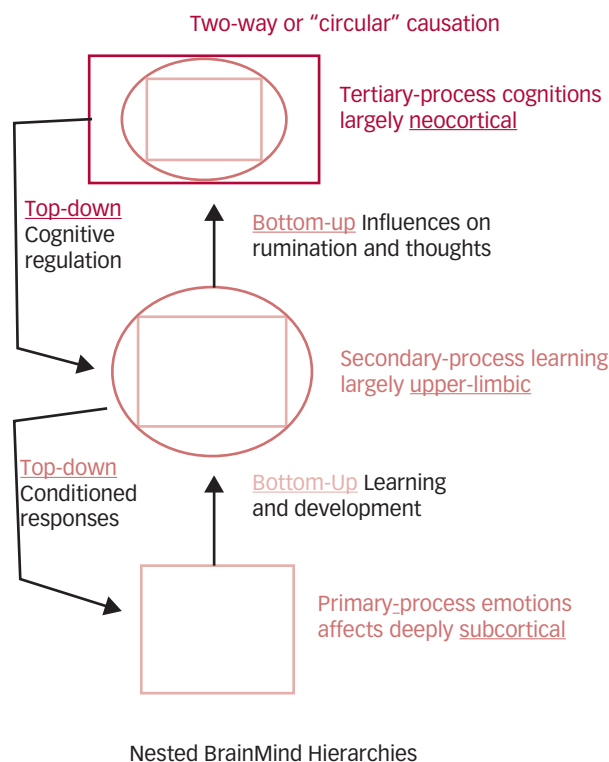 Two-way or “circular” causation
Tertiary-process cognitions
largely neocortical
Top-down
Cognitive
regulation
Bottom-up Influences on
rumination and thoughts
Secondary-process learning
largely upper-limbic
Top-down
Conditioned
responses
Bottom-Up Learning
and development
Primary-process emotions
affects deeply subcortical
Nested BrainMind Hierarchies